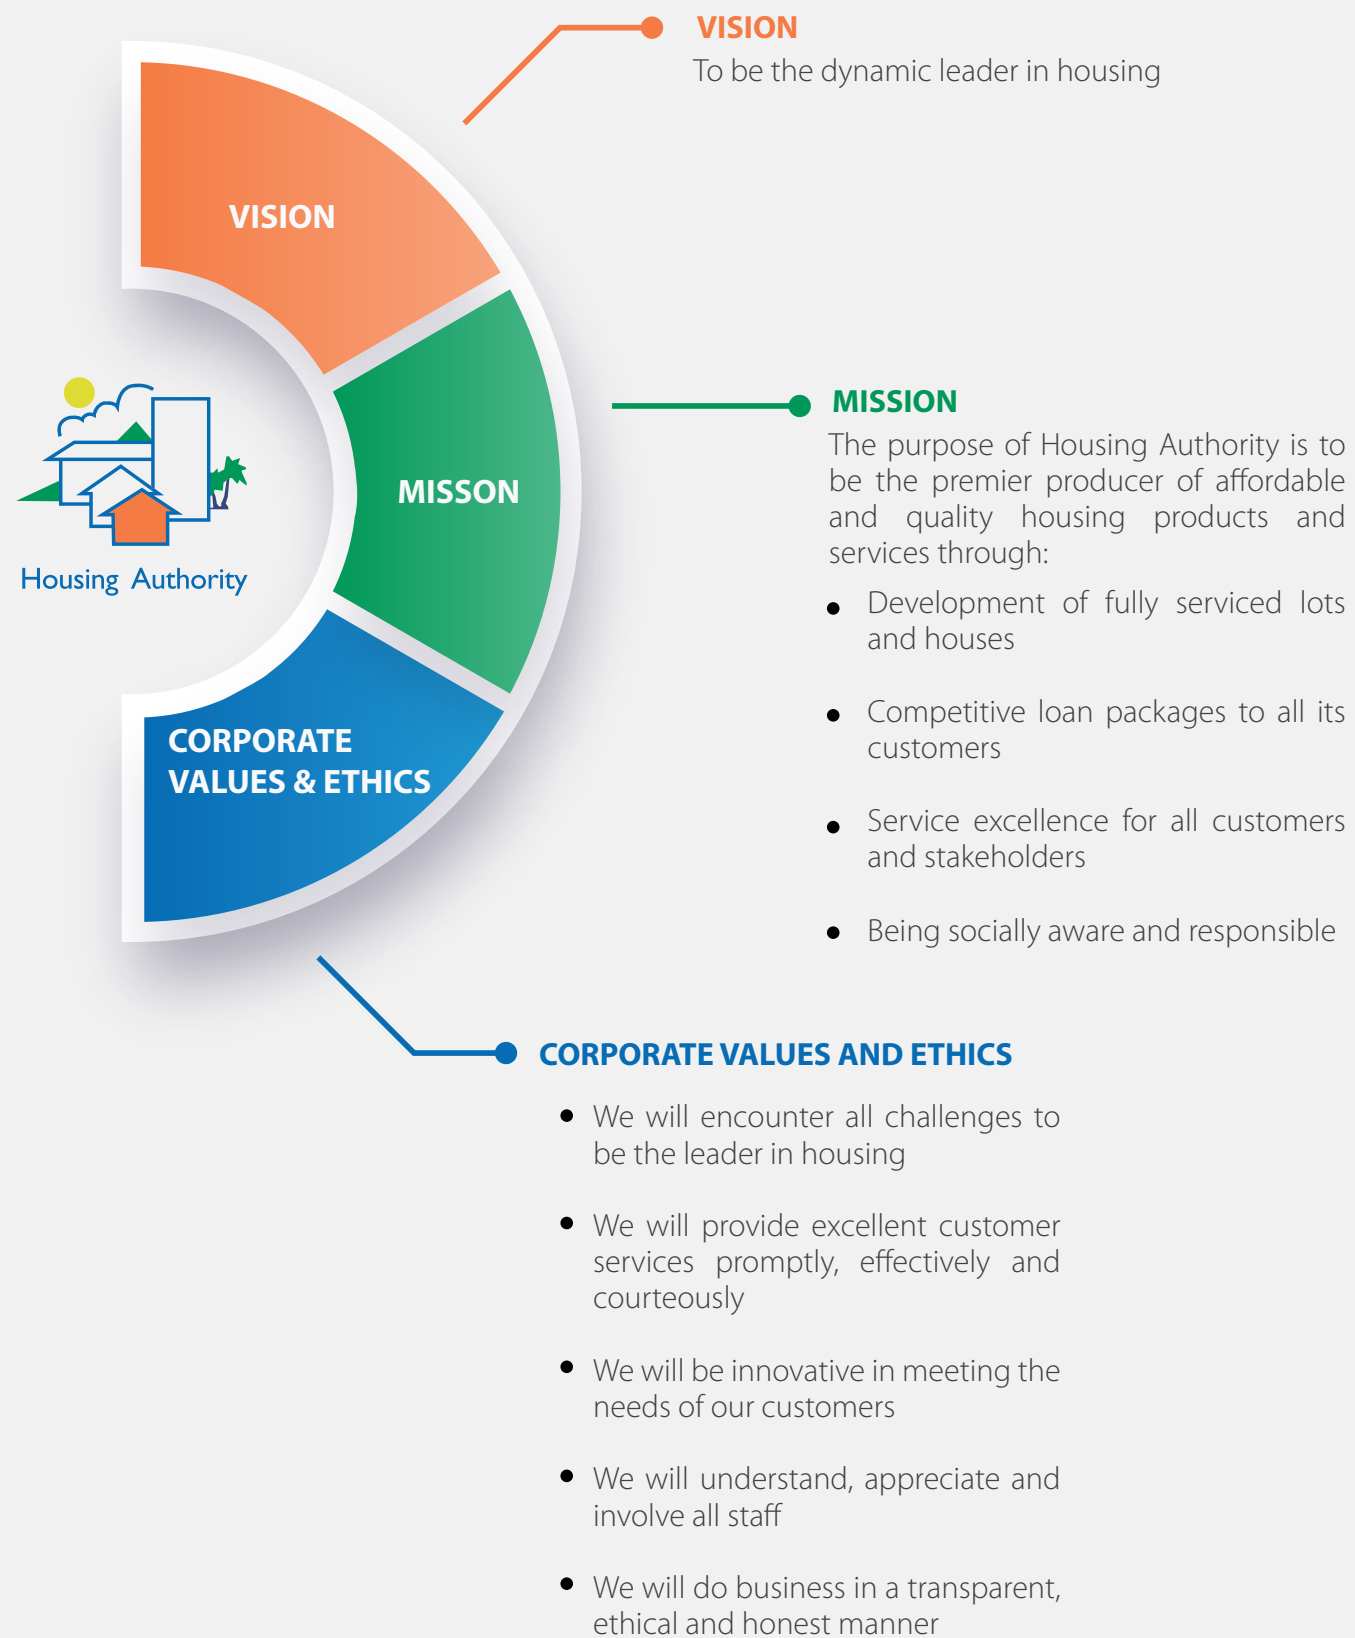 VISION
To be the dynamic leader in housing
VISION
Housing Authority
MISSON
MISSION
The purpose of Housing Authority is to
be the premier producer of affordable
and quality housing products and
services through:
● Development of fully serviced lots
and houses
● Competitive loan packages to all its
customers
● Service excellence for all customers
and stakeholders
● Being socially aware and responsible
CORPORATE
VALUES & ETHICS
CORPORATE VALUES AND ETHICS
● We will encounter all challenges to
be the leader in housing
● We will provide excellent customer
services promptly, effectively and
courteously
● We will be innovative in meeting the
needs of our customers
● We will understand, appreciate and
involve all staff
● We will do business in a transparent,
ethical and honest manner